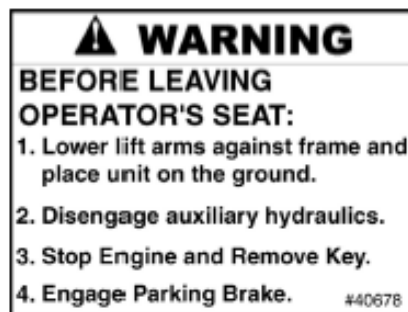 WARNING
BEFORE LEAVING
OPERATOR'S SEAT:
1. Lower lift arms against frame and
place unit on the ground.
2. Disengage auxiliary hydraulics.
3. Stop Engine and Remove Key.
4. Engage Parking Brake. #40678